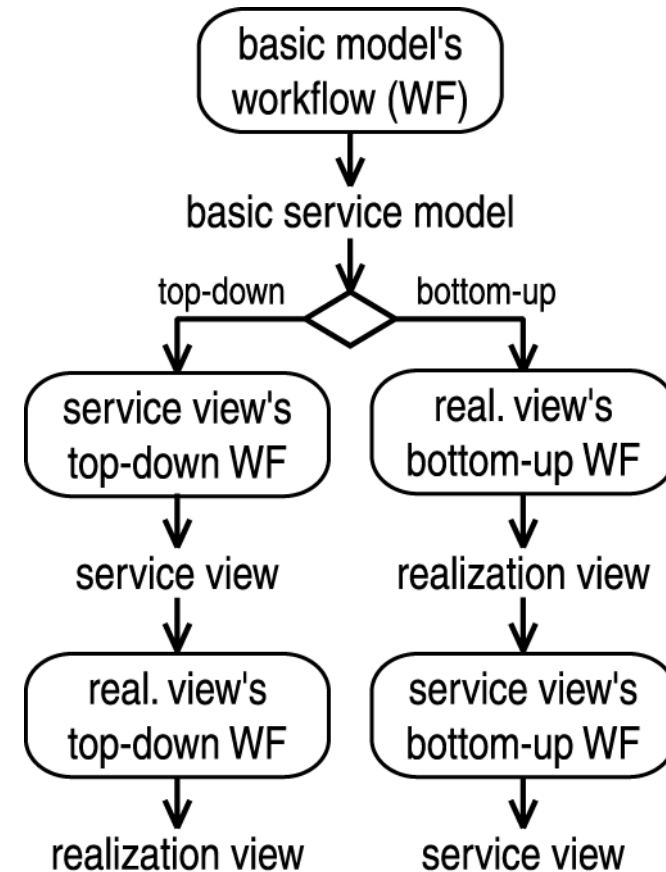 basic model's
workflow (WF)
basic service model
top-down
bottom-up
service view's
top-down WF
real. view's
bottom-up WF
service view
realization view
real. view's
top-down WF
service view's
bottom-up WF
realization view
service view